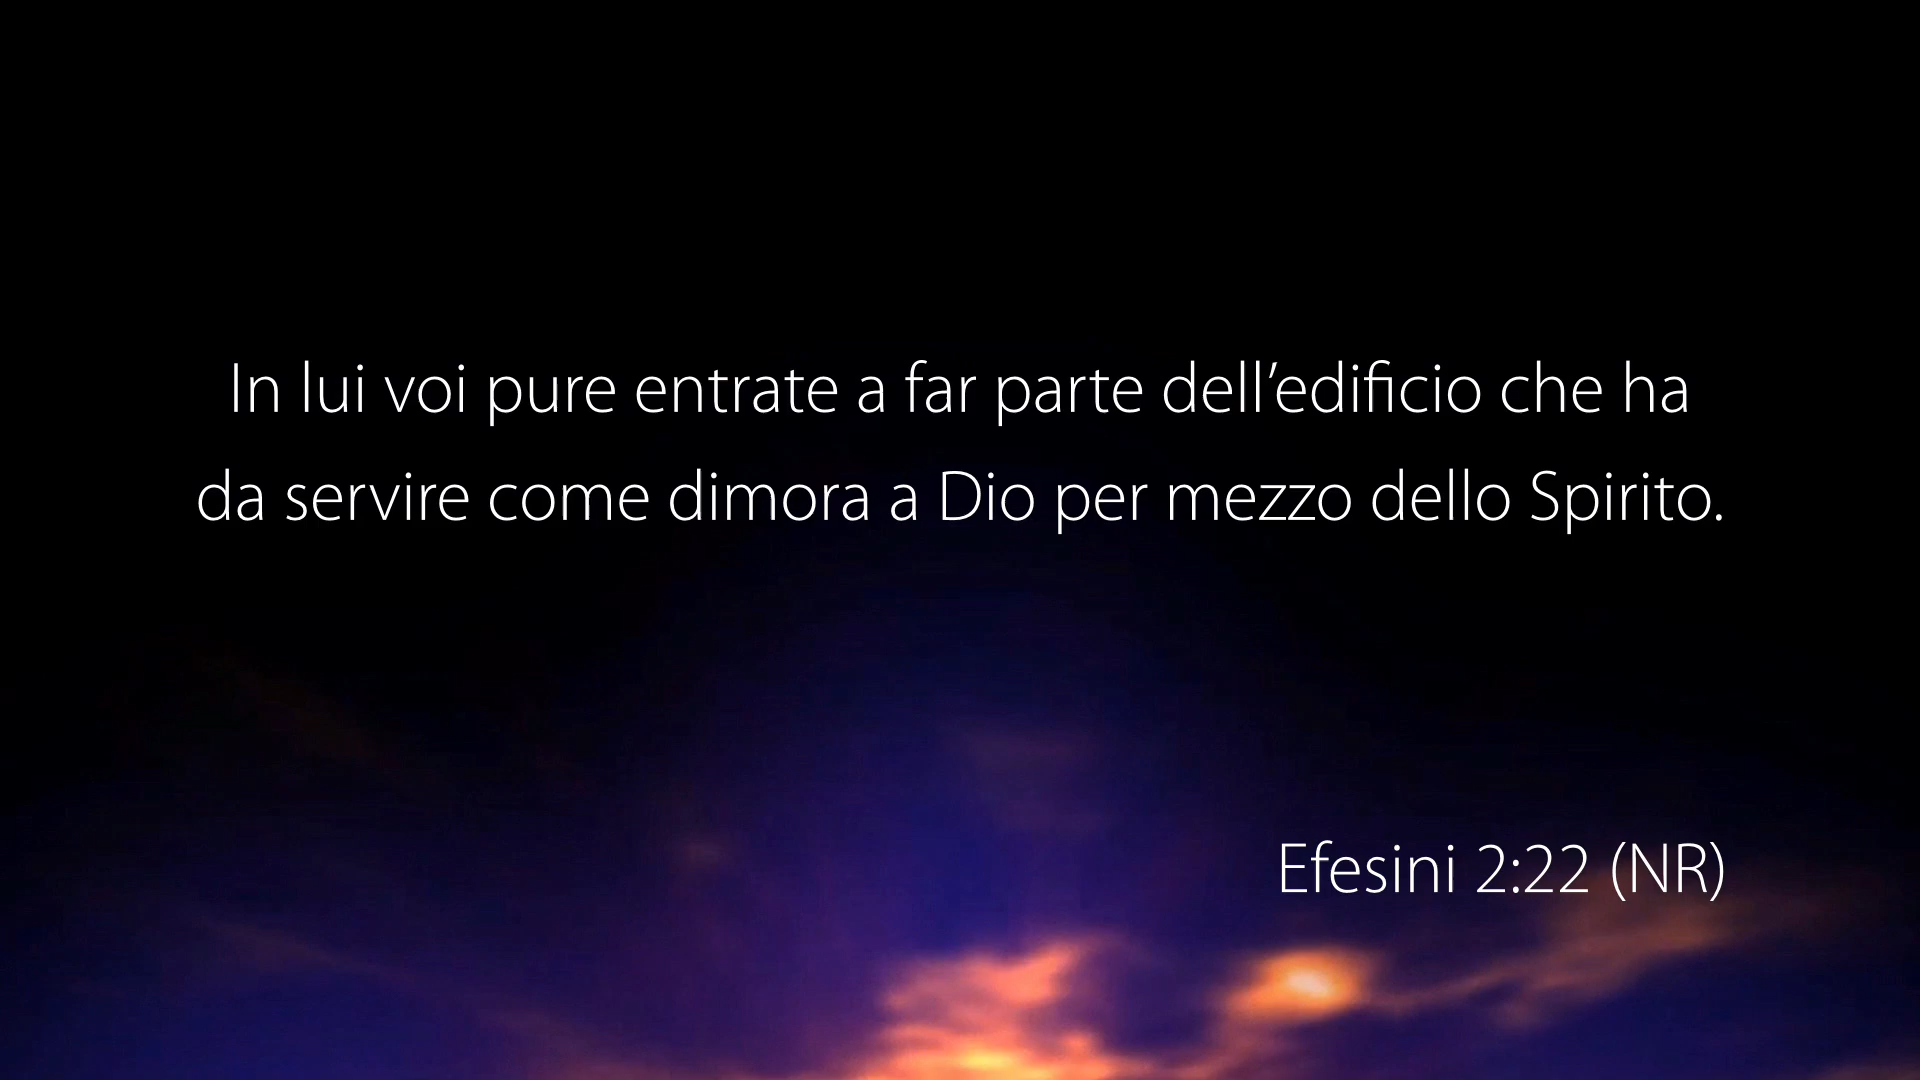 In lui voi pure entrate a far parte dell’edificio che ha
da servire come dimora a Dio per mezzo dello Spirito.
Efesini 2:22 (NR)